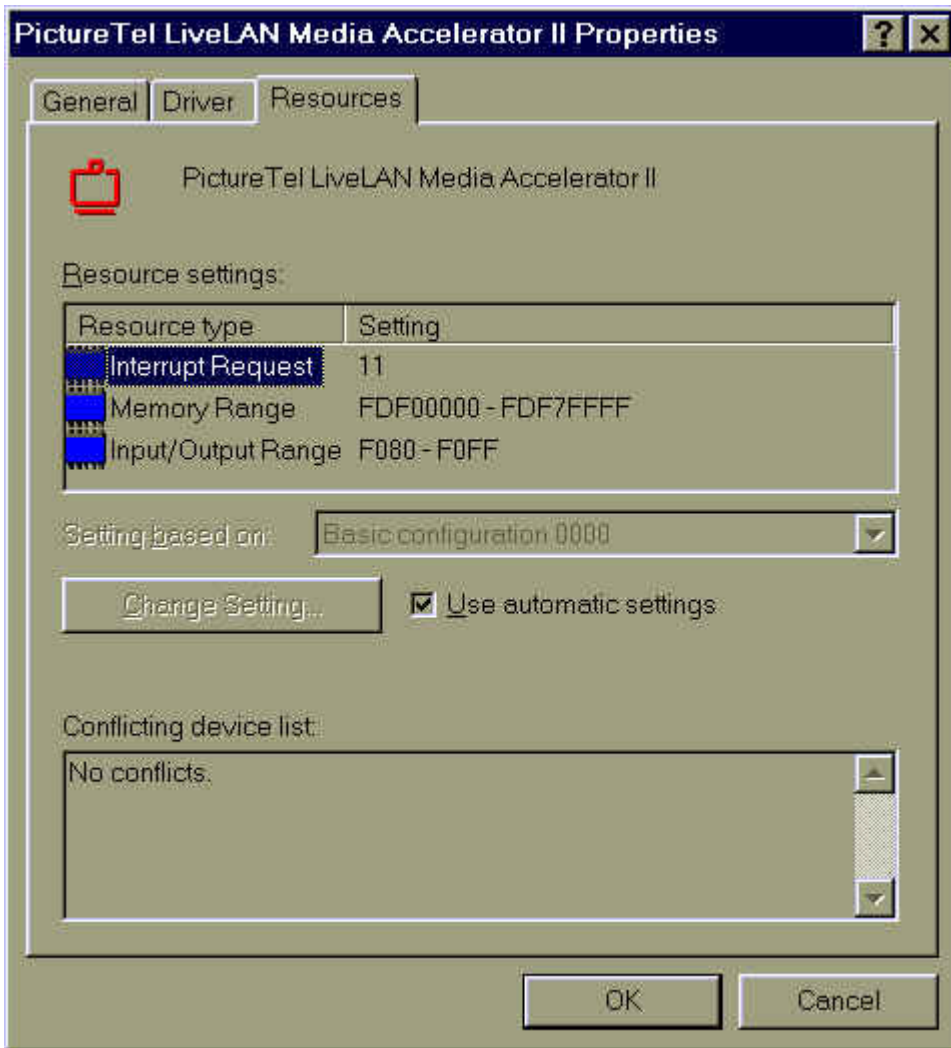 PictureTel LiveLAN Media Accelerator II Properties
General Driver Resources
PictureTel LiveLAN Media Accelerator II
Resource settings:
Resource type Setting
Interrupt Request 11
Memory Range FDF00000 - FDF7FFFF
Input/Output Range F080 - F0FF
Setting based on: Basic configuration 0000
Change Setting... Use automatic settings
Conflicting device list:
No conflicts.
OK Cancel